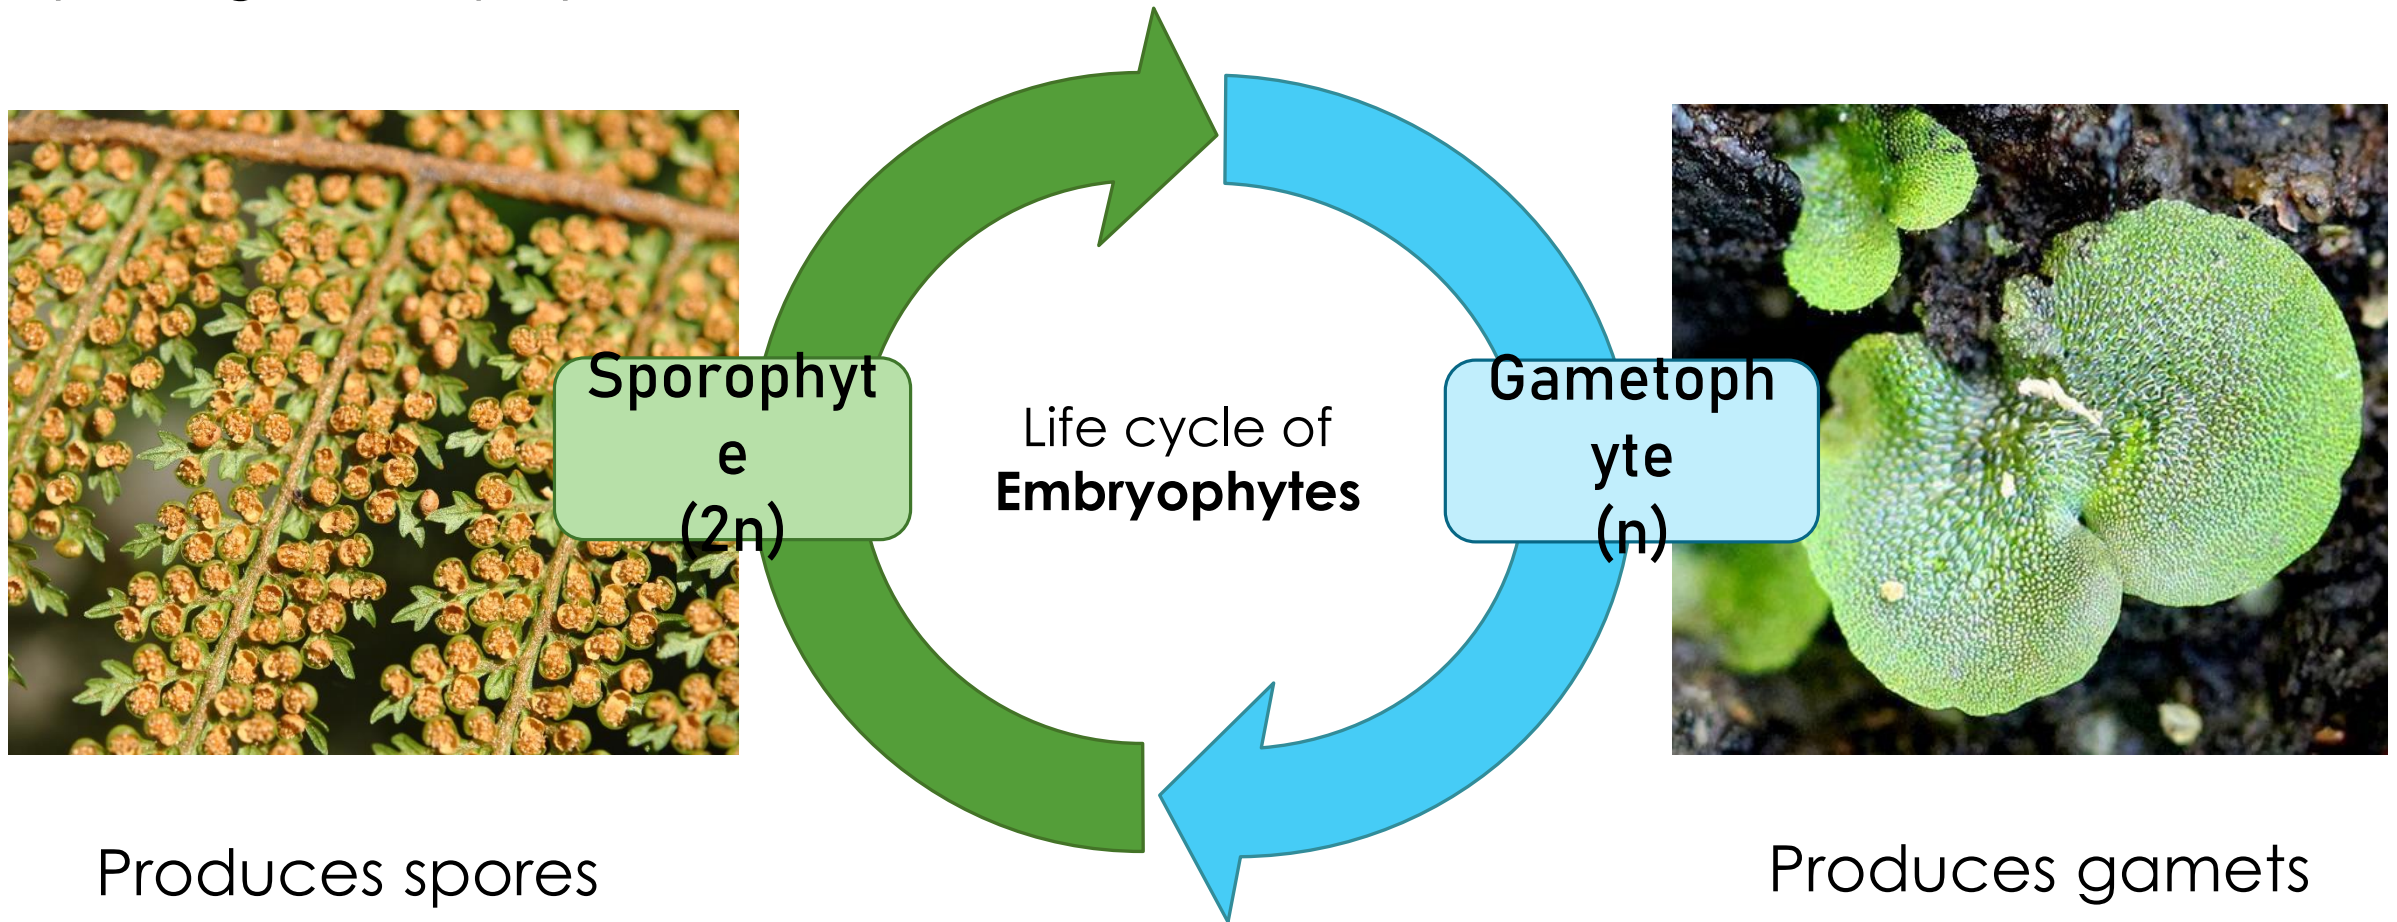 Sporophyt
e
(2n)
Life cycle of
Embryophytes
Gametoph
yte
(n)
Produces spores
Produces gamets